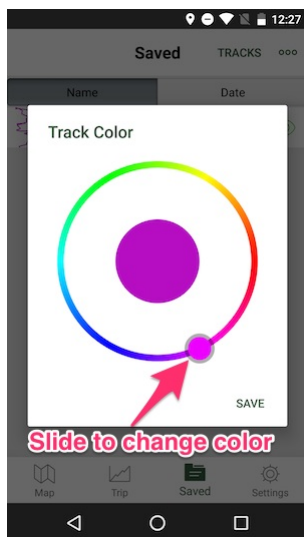 12:27
Saved TRACKS
Name Date
Track Color
SAVE
Slide to change color
Map Trip Saved Settings